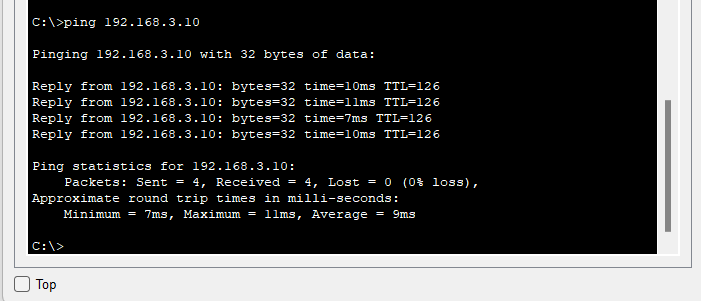 C:\>ping 192.168.3.10
Pinging 192.168.3.10 with 32 bytes of data:
Reply from 192.168.3.10: bytes=32 time=10ms TTL=126
Reply from 192.168.3.10: bytes=32 time=11ms TTL=126
Reply from 192.168.3.10: bytes=32 time=7ms TTL=126
Reply from 192.168.3.10: bytes=32 time=10ms TTL=126
Ping statistics for 192.168.3.10:
    Packets: Sent = 4, Received = 4, Lost = 0 (0% loss),
Approximate round trip times in milli-seconds:
    Minimum = 7ms, Maximum = 11ms, Average = 9ms
C:\>
Top